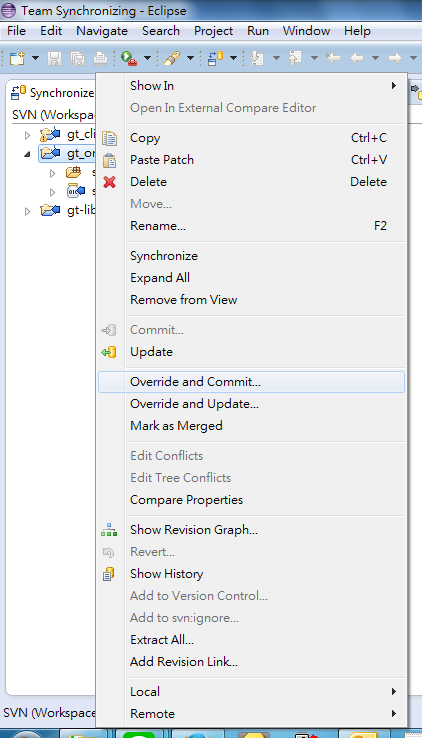 Team Synchronizing - Eclipse
File Edit Navigate Search Project Run Window Help
Synchronize
SVN (Workspac
gt_cli
gt_or
s
s
gt-lib
Show In
Open In External Compare Editor
Copy Ctrl+C
Paste Patch Ctrl+V
Delete Delete
Move...
Rename... F2
Synchronize
Expand All
Remove from View
Commit...
Update
Override and Commit...
Override and Update...
Mark as Merged
Edit Conflicts
Edit Tree Conflicts
Compare Properties
Show Revision Graph...
Revert...
Show History
Add to Version Control...
Add to svn:ignore...
Extract All...
Add Revision Link...
Local
Remote
SVN (Workspace